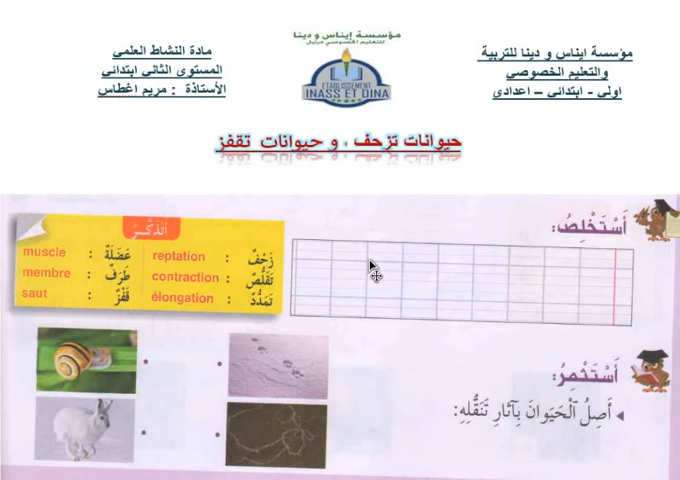 مؤسسة ايناس و دينا للتربية
والتعليم الخصوصي
اولي - ابتدائي – اعدادي
مؤسسة إيناس و دينا
للتعليم الخصوصي
ETABLISSEMENT
INASS ET DINA
مادة النشاط العلمي
المستوى الثاني ابتدائي
الأستاذة : مريم اغطاس
حيوانات تزحف ، و حيوانات تقفز
أَسْتَخْلِصُ:
أَتَذَكَّرُ
زَحْفٌ : reptation
عَضَلَةٌ : muscle
تَقَلُّصٌ : contraction
طَرَفٌ : membre
تَمَدُّدٌ : élongation
قَفْزٌ : saut
أَسْتَثْمِرُ:
أَصِلُ ٱلْحَيَوانَ بِآثارِ تَنَقُّلِهِ: